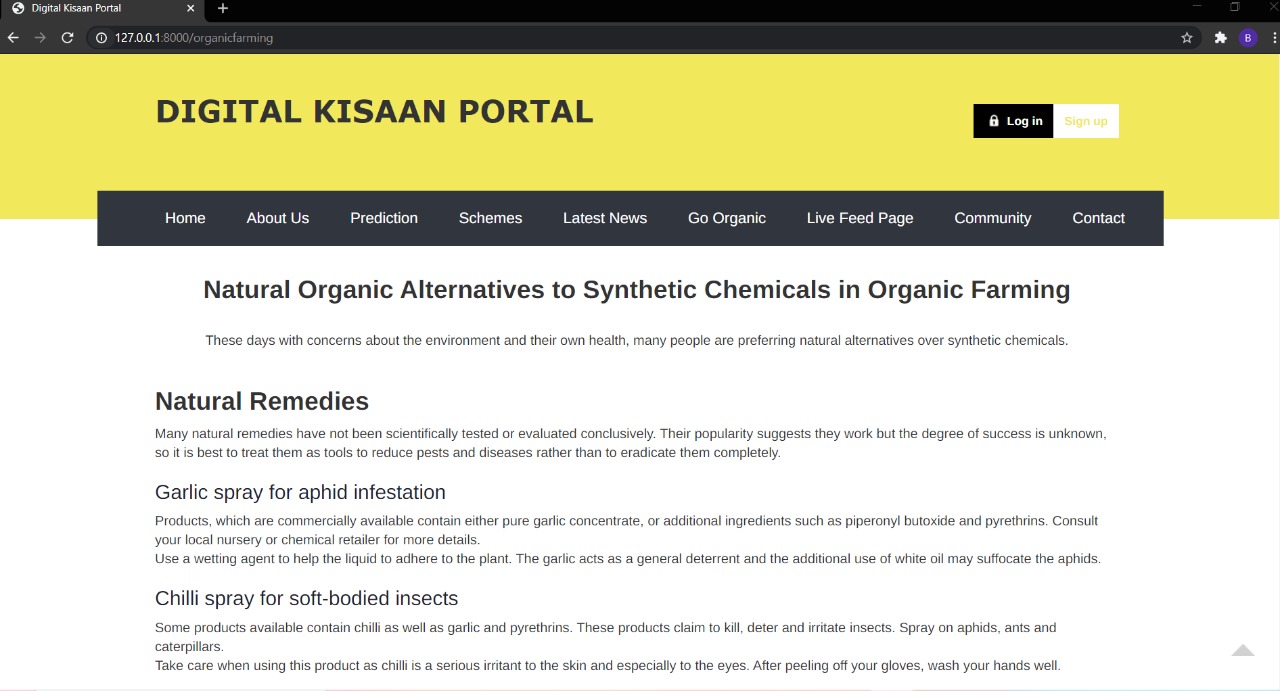 Digital Kisaan Portal
127.0.0.1:8000/organicfarming
B
DIGITAL KISAAN PORTAL
Log in
Sign up
Home About Us Prediction Schemes Latest News Go Organic Live Feed Page Community Contact
Natural Organic Alternatives to Synthetic Chemicals in Organic Farming
These days with concerns about the environment and their own health, many people are preferring natural alternatives over synthetic chemicals.
Natural Remedies
Many natural remedies have not been scientifically tested or evaluated conclusively. Their popularity suggests they work but the degree of success is unknown,
so it is best to treat them as tools to reduce pests and diseases rather than to eradicate them completely.
Garlic spray for aphid infestation
Products, which are commercially available contain either pure garlic concentrate, or additional ingredients such as piperonyl butoxide and pyrethrins. Consult
your local nursery or chemical retailer for more details.
Use a wetting agent to help the liquid to adhere to the plant. The garlic acts as a general deterrent and the additional use of white oil may suffocate the aphids.
Chilli spray for soft-bodied insects
Some products available contain chilli as well as garlic and pyrethrins. These products claim to kill, deter and irritate insects. Spray on aphids, ants and
caterpillars.
Take care when using this product as chilli is a serious irritant to the skin and especially to the eyes. After peeling off your gloves, wash your hands well.